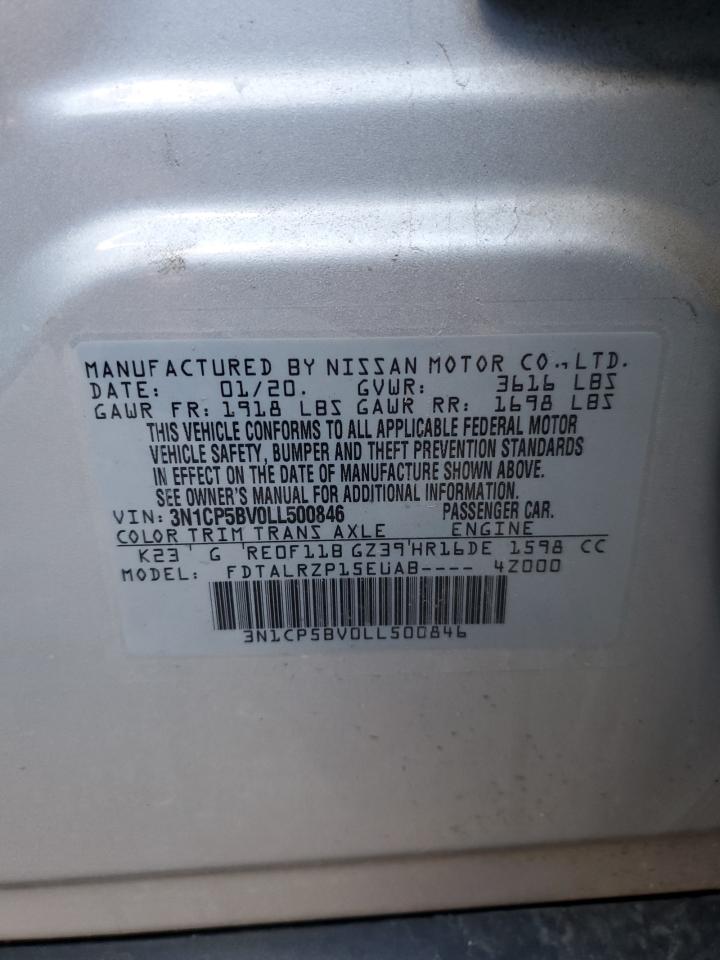 MANUFACTURED BY NISSAN MOTOR CO.,LTD.
DATE: 01/20. GVWR: 3616 LBS
GAWR FR: 1918 LBS GAWR RR: 1698 LBS
THIS VEHICLE CONFORMS TO ALL APPLICABLE FEDERAL MOTOR
VEHICLE SAFETY, BUMPER AND THEFT PREVENTION STANDARDS
IN EFFECT ON THE DATE OF MANUFACTURE SHOWN ABOVE.
SEE OWNER'S MANUAL FOR ADDITIONAL INFORMATION.
VIN: 3N1CP5BV0LL500846 PASSENGER CAR.
COLOR TRIM TRANS AXLE ENGINE
K23 ' G 'RE0F11B GZ39'HR16DE 1598 CC
MODEL: FDTALRZP15EUAB---- 4Z000
3N1CP5BV0LL500846